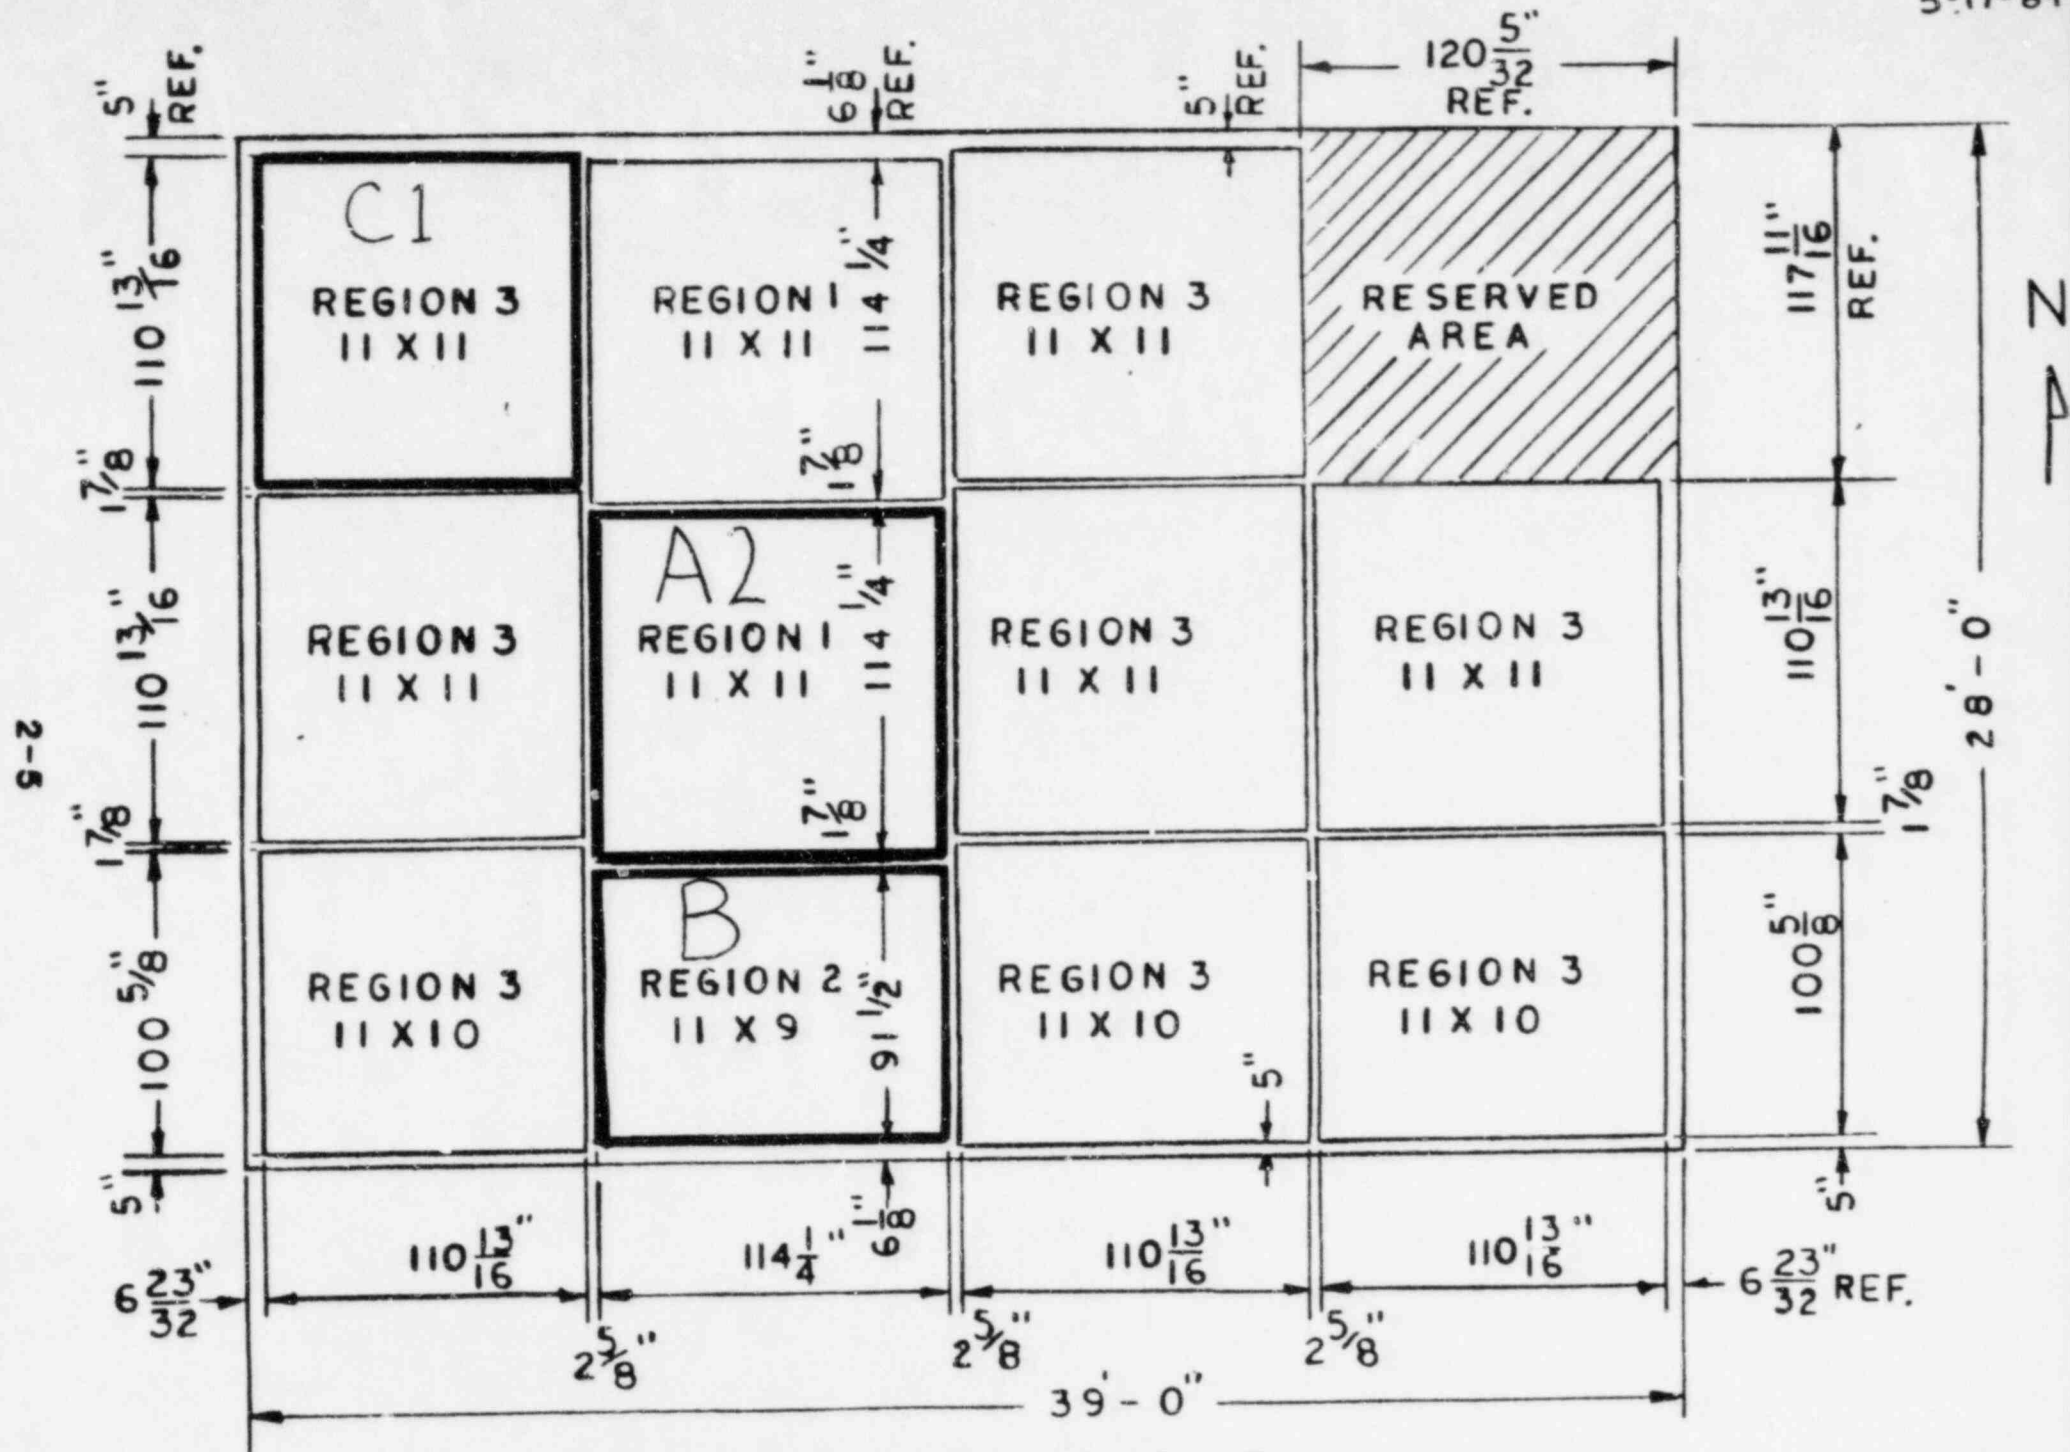 5"
REF.
6 1/8"
REF.
5"
REF.
120 5/32"
REF.
C1
REGION 3
11 X 11
REGION 1
11 X 11
REGION 3
11 X 11
RESERVED
AREA
110 13/16"
114 1/4"
117 11/16"
REF.
N
1 7/8"
1 7/8"
A2
REGION 3
11 X 11
REGION 1
11 X 11
REGION 3
11 X 11
REGION 3
11 X 11
110 13/16"
114 1/4"
110 13/16"
28'-0"
2-5
1 7/8"
1 7/8"
1 7/8"
B
REGION 3
11 X 10
REGION 2
11 X 9
REGION 3
11 X 10
REGION 3
11 X 10
100 5/8"
91 1/2"
100 5/8"
5"
5"
6 1/8"
5"
110 13/16"
114 1/4"
110 13/16"
110 13/16"
6 23/32"
6 23/32" REF.
2 5/8"
2 5/8"
2 5/8"
39'-0"